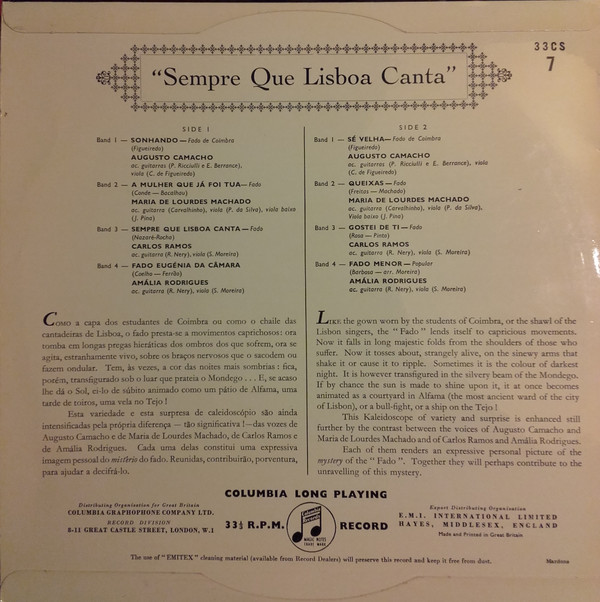 33CS
7
"Sempre Que Lisboa Canta"
SIDE 1
Band 1 — SONHANDO — Fado de Coimbra
(Figueiredo)
AUGUSTO CAMACHO
ac. guitarras (P. Ricciulli e E. Berrance),
viola (C. de Figueiredo)
Band 2 — A MULHER QUE JÁ FOI TUA — Fado
(Conde — Bacalhau)
MARIA DE LOURDES MACHADO
ac. guitarra (Carvalhinho), viola (P. da Silva), viola baixo
(J. Pina)
Band 3 — SEMPRE QUE LISBOA CANTA — Fado
(Nazaré-Rocha)
CARLOS RAMOS
ac. guitarra (R. Nery), viola (S. Moreira)
Band 4 — FADO EUGÉNIA DA CÂMARA
(Coelho — Ferrão)
AMÁLIA RODRIGUES
ac. guitarra (R. Nery), viola (S. Moreira)
SIDE 2
Band 1 — SÉ VELHA — Fado de Coimbra
(Figueiredo)
AUGUSTO CAMACHO
ac. guitarras (P. Ricciulli e E. Berrance), viola
(C. de Figueiredo)
Band 2 — QUEIXAS — Fado
(Freitas — Machado)
MARIA DE LOURDES MACHADO
ac. guitarra (Carvalhinho), viola (P. da Silva),
Viola baixo (J. Pina)
Band 3 — GOSTEI DE TI — Fado
(Rosa — Pinto)
CARLOS RAMOS
ac. guitarra (R. Nery), viola (S. Moreira)
Band 4 — FADO MENOR — Popular
(Barbosa — arr. Moreira)
AMÁLIA RODRIGUES
ac. guitarra (R. Nery), viola (S. Moreira)
COMO a capa dos estudantes de Coimbra ou como o chaile das
cantadeiras de Lisboa, o fado presta-se a movimentos caprichosos: ora
tomba em longas pregas hieráticas dos ombros dos que sofrem, ora se
agita, estranhamente vivo, sobre os braços nervosos que o sacodem ou
fazem ondular. Tem, às vezes, a cor das noites mais sombrias : fica,
porém, transfigurado sob o luar que prateia o Mondego . . . E, se acaso
lhe dá o Sol, ei-lo de súbito animado como um pátio de Alfama, uma
tarde de toiros, uma vela no Tejo !
Esta variedade e esta surpresa de caleidoscópio são ainda
intensificadas pela própria diferença — tão significativa !—das vozes de
Augusto Camacho e de Maria de Lourdes Machado, de Carlos Ramos e
de Amália Rodrigues. Cada uma delas constitui uma expressiva
imagem pessoal do mistério do fado. Reunidas, contribuirão, porventura,
para ajudar a decifrá-lo.
LIKE the gown worn by the students of Coimbra, or the shawl of the
Lisbon singers, the " Fado " lends itself to capricious movements.
Now it falls in long majestic folds from the shoulders of those who
suffer. Now it tosses about, strangely alive, on the sinewy arms that
shake it or cause it to ripple. Sometimes it is the colour of darkest
night. It is however transfigured in the silvery beam of the Mondego.
If by chance the sun is made to shine upon it, it at once becomes
animated as a courtyard in Alfama (the most ancient ward of the city
of Lisbon), or a bull-fight, or a ship on the Tejo !
This Kaleidoscope of variety and surprise is enhanced still
further by the contrast between the voices of Augusto Camacho and
Maria de Lourdes Machado and of Carlos Ramos and Amália Rodrigues.
Each of them renders an expressive personal picture of the
mystery of the " Fado ". Together they will perhaps contribute to the
unravelling of this mystery.
COLUMBIA LONG PLAYING
33⅓ R.P.M. RECORD
MAGIC NOTES
TRADE MARK
Distributing Organisation for Great Britain
COLUMBIA GRAPHOPHONE COMPANY LTD.
RECORD DIVISION
8-11 GREAT CASTLE STREET, LONDON, W.1
Export Distributing Organisation
E.M.I. INTERNATIONAL LIMITED
HAYES, MIDDLESEX, ENGLAND
Made and Printed in Great Britain
The use of "EMITEX" cleaning material (available from Record Dealers) will preserve this record and keep it free from dust.